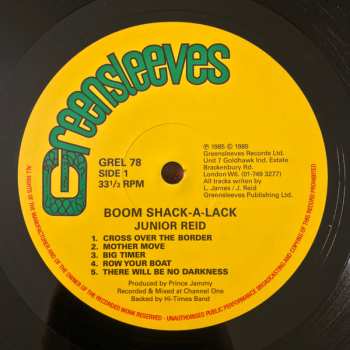 Greensleeves
GREL 78
SIDE 1
33⅓ RPM
℗ 1985 © 1985
Greensleeves Records Ltd.
Unit 7 Goldhawk Ind. Estate
Brackenbury Rd.
London W6. (01-749 3277)
All tracks written by
L. James / J. Reid
Greensleeves Publishing Ltd.
BOOM SHACK-A-LACK
JUNIOR REID
1. CROSS OVER THE BORDER
2. MOTHER MOVE
3. BIG TIMER
4. ROW YOUR BOAT
5. THERE WILL BE NO DARKNESS
Produced by Prince Jammy
Recorded & Mixed at Channel One
Backed by Hi-Times Band
ALL RIGHTS OF THE MANUFACTURER AND OF THE OWNER OF THE RECORDED WORK RESERVED – UNAUTHORISED PUBLIC PERFORMANCE, BROADCASTING AND COPYING OF THIS RECORD PROHIBITED